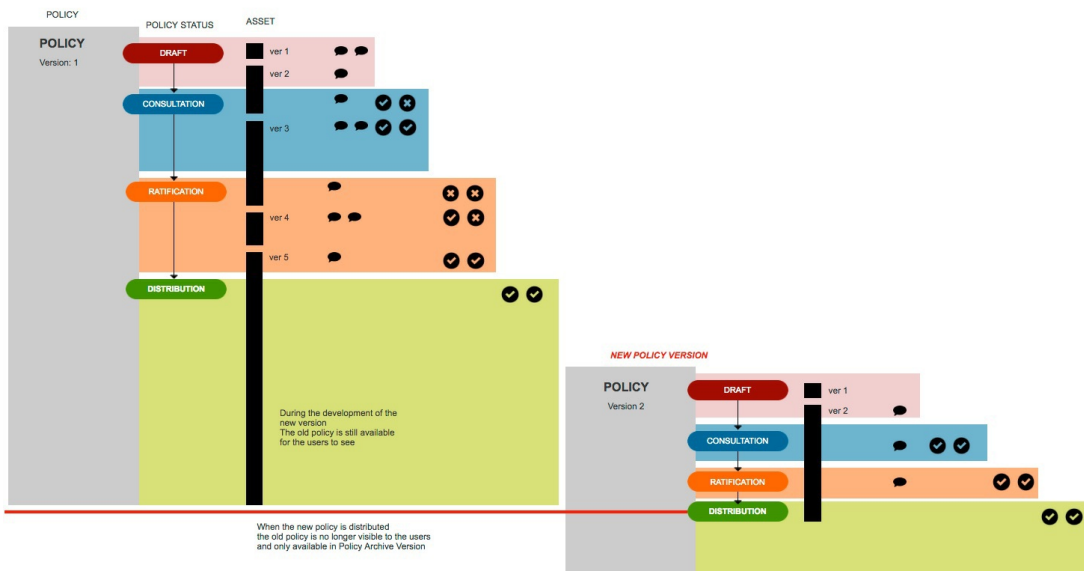 POLICY
POLICY STATUS
ASSET
POLICY
Version: 1
DRAFT
ver 1
ver 2
CONSULTATION
ver 3
RATIFICATION
ver 4
ver 5
DISTRIBUTION
During the development of the
new version
The old policy is still available
for the users to see
NEW POLICY VERSION
POLICY
Version 2
DRAFT
ver 1
ver 2
CONSULTATION
RATIFICATION
DISTRIBUTION
When the new policy is distributed
the old policy is no longer visible to the users
and only available in Policy Archive Version